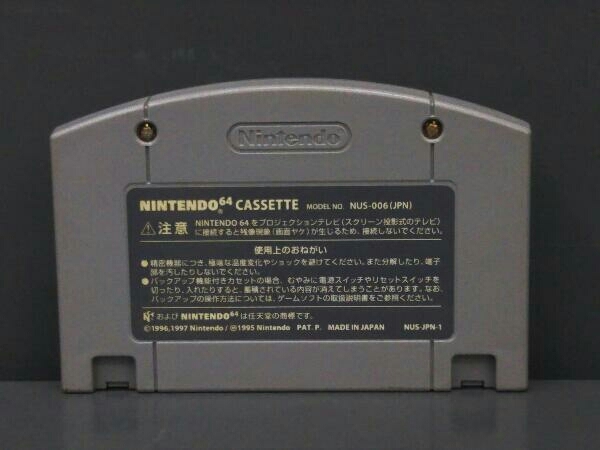 Nintendo
NINTENDO64 CASSETTE MODEL NO. NUS-006(JPN)
⚠注意 NINTENDO 64をプロジェクションテレビ(スクリーン投影式のテレビ)
に接続すると残像現象(画面ヤケ)が生じるため、接続しないでください。
使用上のおねがい
●精密機器につき、極端な温度変化やショックを避けてください。また分解したり、端子
部を汚したりしないでください。
●バックアップ機能付きカセットの場合、むやみに電源スイッチやリセットスイッチを
切ったり、入れたりすると、蓄積されている内容が消えてしまうことがあります。なお、
バックアップの操作方法については、ゲームソフトの取扱説明書をご参照ください。
および NINTENDO64 は任天堂の商標です。
©1996,1997 Nintendo / ℗1995 Nintendo PAT. P. MADE IN JAPAN NUS-JPN-1